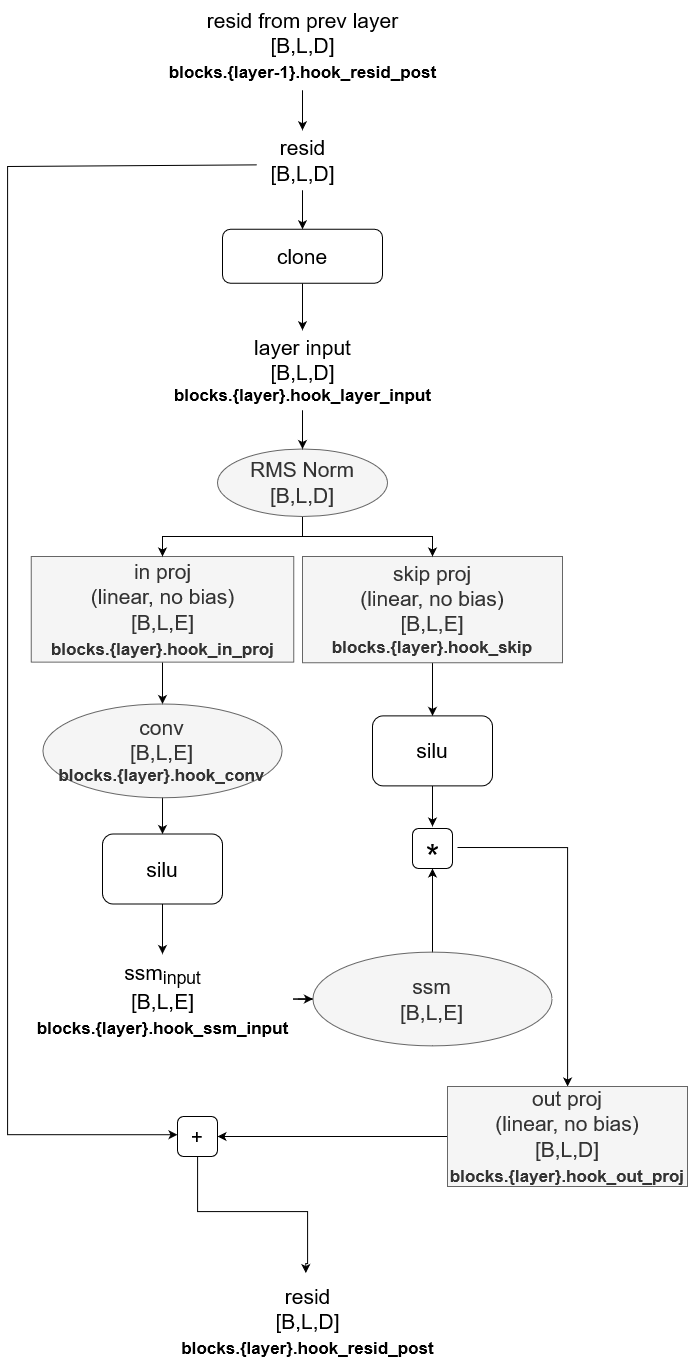 resid from prev layer
[B,L,D]
blocks.{layer-1}.hook_resid_post
resid
[B,L,D]
clone
layer input
[B,L,D]
blocks.{layer}.hook_layer_input
RMS Norm
[B,L,D]
in proj
(linear, no bias)
[B,L,E]
blocks.{layer}.hook_in_proj
skip proj
(linear, no bias)
[B,L,E]
blocks.{layer}.hook_skip
conv
[B,L,E]
blocks.{layer}.hook_conv
silu
silu
*
ssminput
[B,L,E]
blocks.{layer}.hook_ssm_input
ssm
[B,L,E]
out proj
(linear, no bias)
[B,L,D]
blocks.{layer}.hook_out_proj
+
resid
[B,L,D]
blocks.{layer}.hook_resid_post